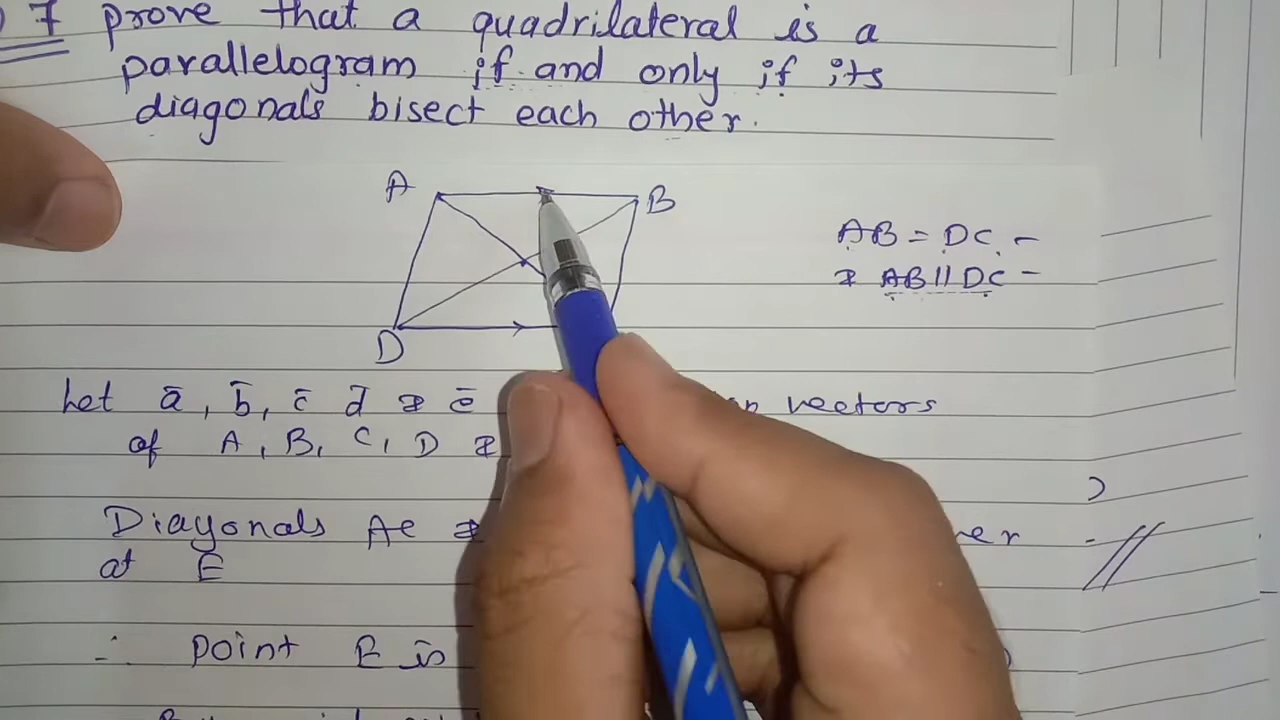 7 prove that a quadrilateral is a
parallelogram if and only if its
diagonals bisect each other.
A
B
AB = DC -
& AB || DC -
D
Let ā, b̄, c̄ d̄ & ē vectors
of A, B, C, D &
Diagonals Ac &
at E
∴ point E is